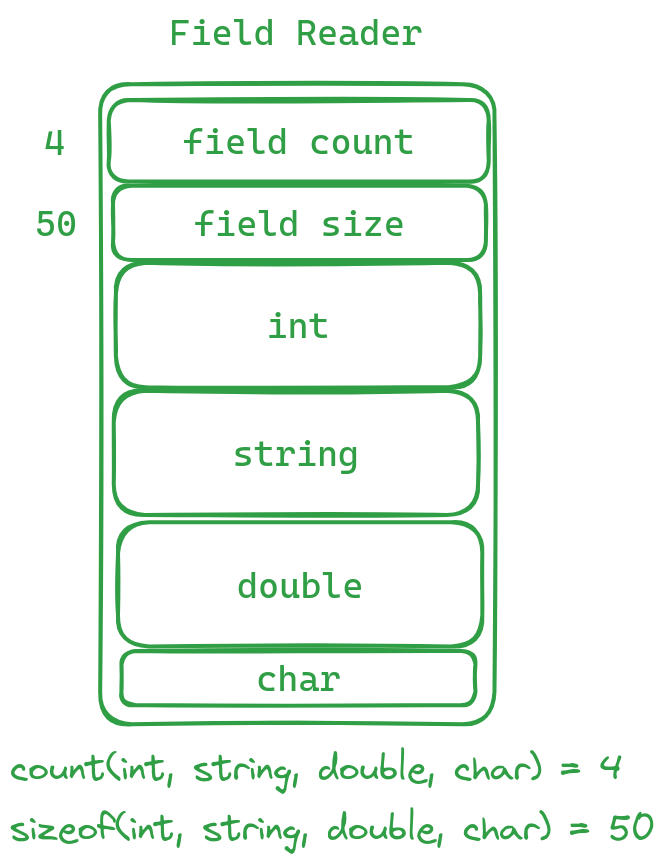 Field Reader
4 field count
50 field size
int
string
double
char
count(int, string, double, char) = 4
sizeof(int, string, double, char) = 50